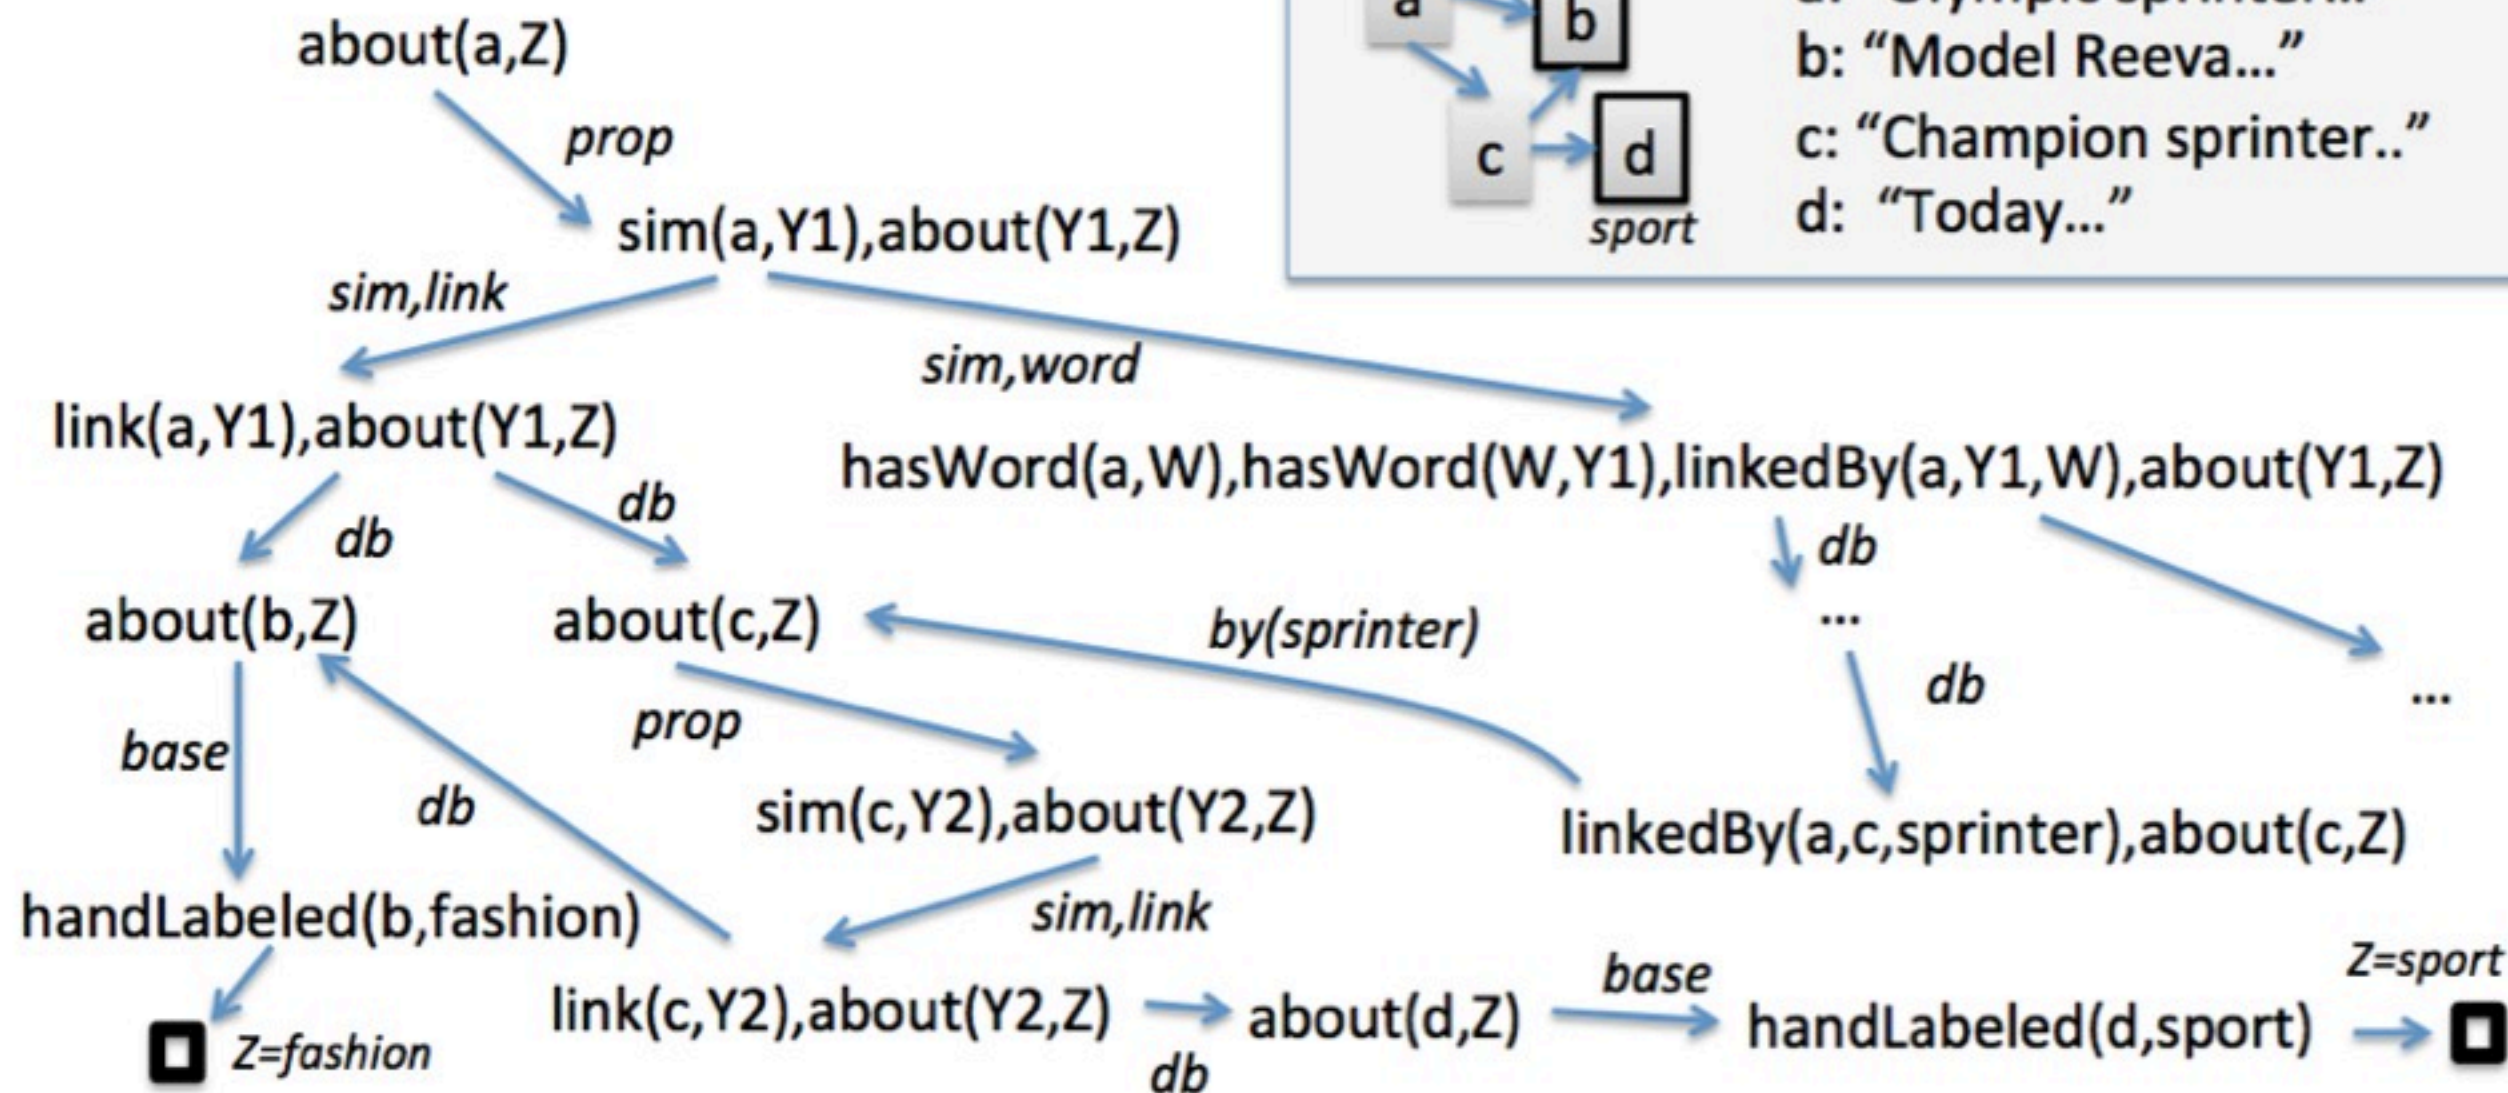 about(a,Z)
prop
sim(a,Y1),about(Y1,Z)
sim,link
sim,word
link(a,Y1),about(Y1,Z)
hasWord(a,W),hasWord(W,Y1),linkedBy(a,Y1,W),about(Y1,Z)
db
db
db
...
db
...
about(b,Z)
about(c,Z)
by(sprinter)
base
prop
db
sim(c,Y2),about(Y2,Z)
linkedBy(a,c,sprinter),about(c,Z)
handLabeled(b,fashion)
sim,link
Z=fashion
link(c,Y2),about(Y2,Z)
db
about(d,Z)
base
handLabeled(d,sport)
Z=sport
a
b
c
d
sport
b: “Model Reeva...”
c: “Champion sprinter..”
d: “Today...”